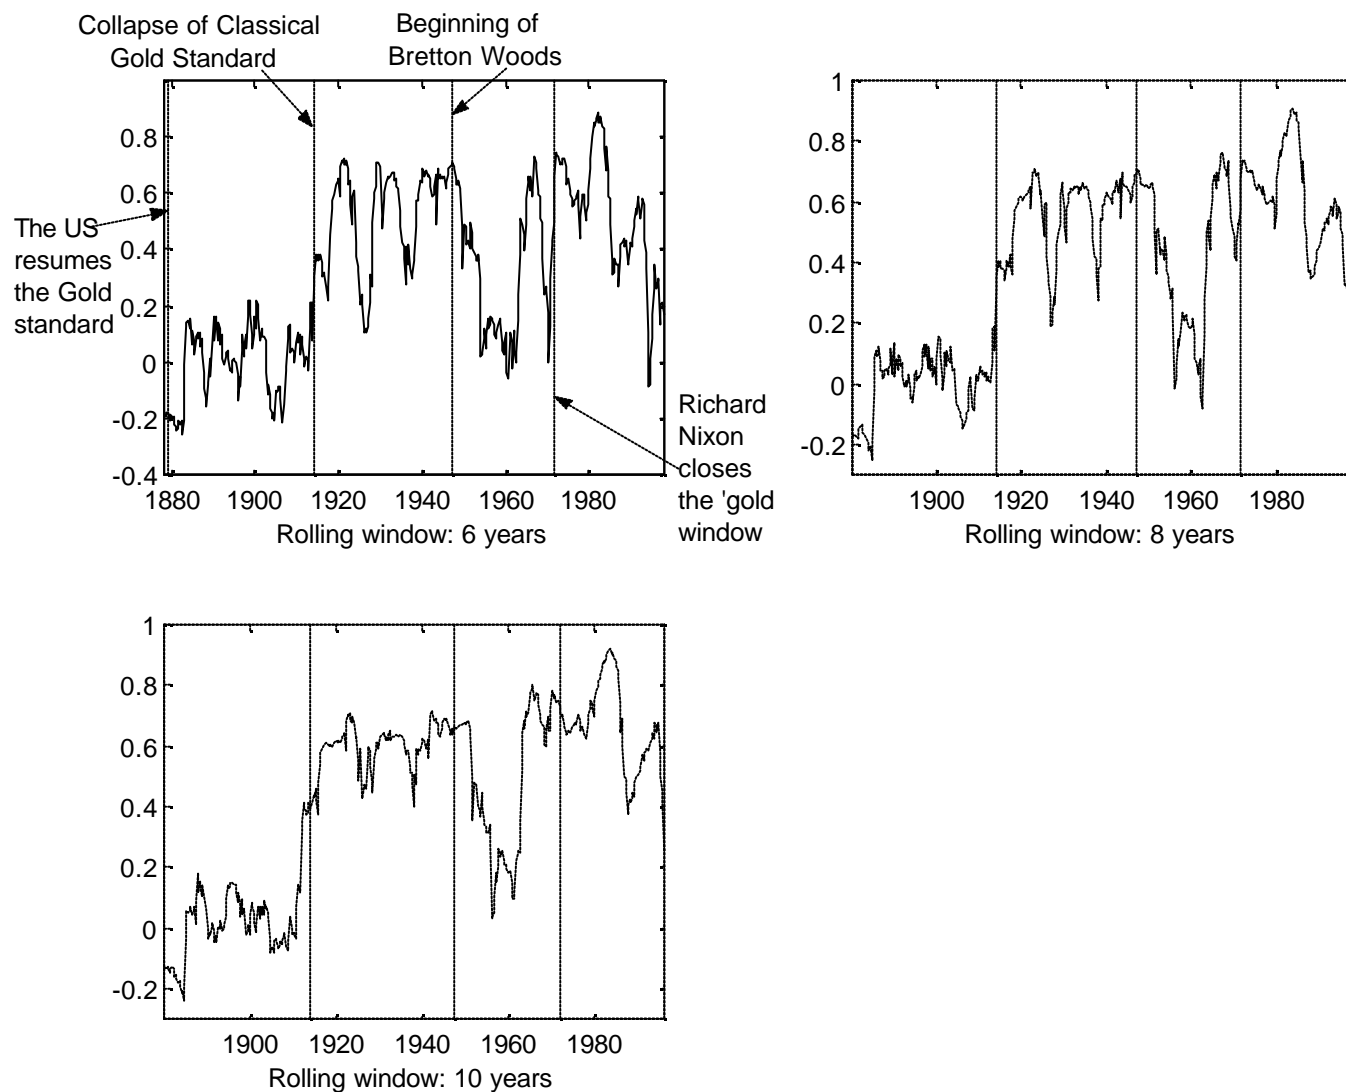 Collapse of Classical
Gold Standard
Beginning of
Bretton Woods
0.8
0.6
0.4
0.2
0
-0.2
-0.4
The US
resumes
the Gold
standard
1880 1900 1920 1940 1960 1980
Rolling window: 6 years
Richard
Nixon
closes
the 'gold
window
1
0.8
0.6
0.4
0.2
0
-0.2
1900 1920 1940 1960 1980
Rolling window: 8 years
1
0.8
0.6
0.4
0.2
0
-0.2
1900 1920 1940 1960 1980
Rolling window: 10 years